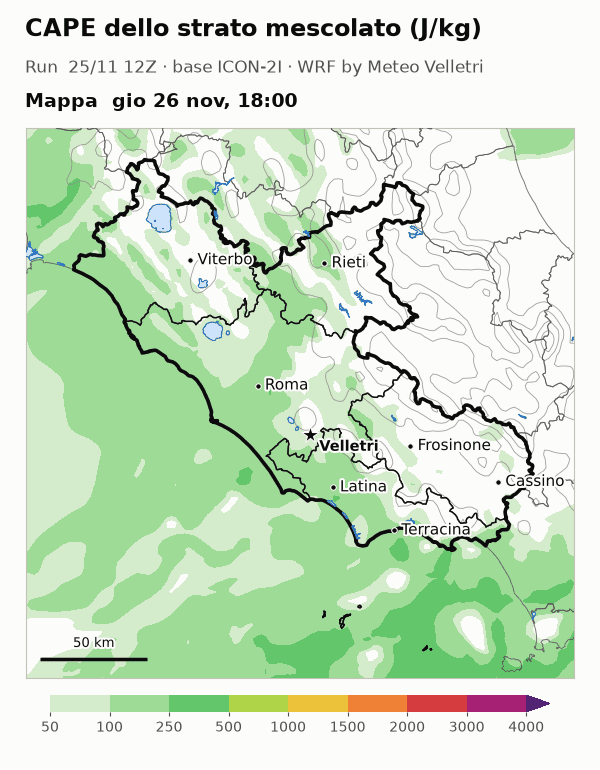 CAPE dello strato mescolato (J/kg)
Run  25/11 12Z · base ICON-2I · WRF by Meteo Velletri
Mappa  gio 26 nov, 18:00
Viterbo
Rieti
Roma
Velletri
Frosinone
Latina
Cassino
Terracina
50 km
50 100 250 500 1000 1500 2000 3000 4000